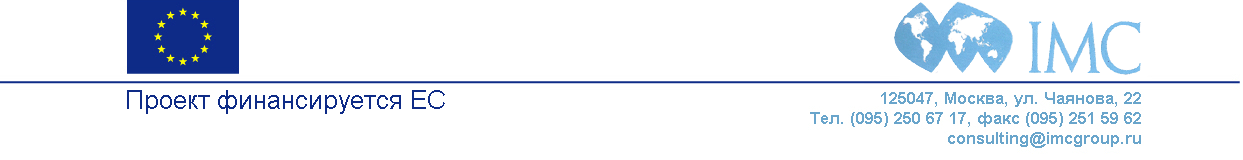 IMC
Проект финансируется ЕС
125047, Москва, ул. Чаянова, 22
Тел. (095) 250 67 17, факс (095) 251 59 62
consulting@imcgroup.ru